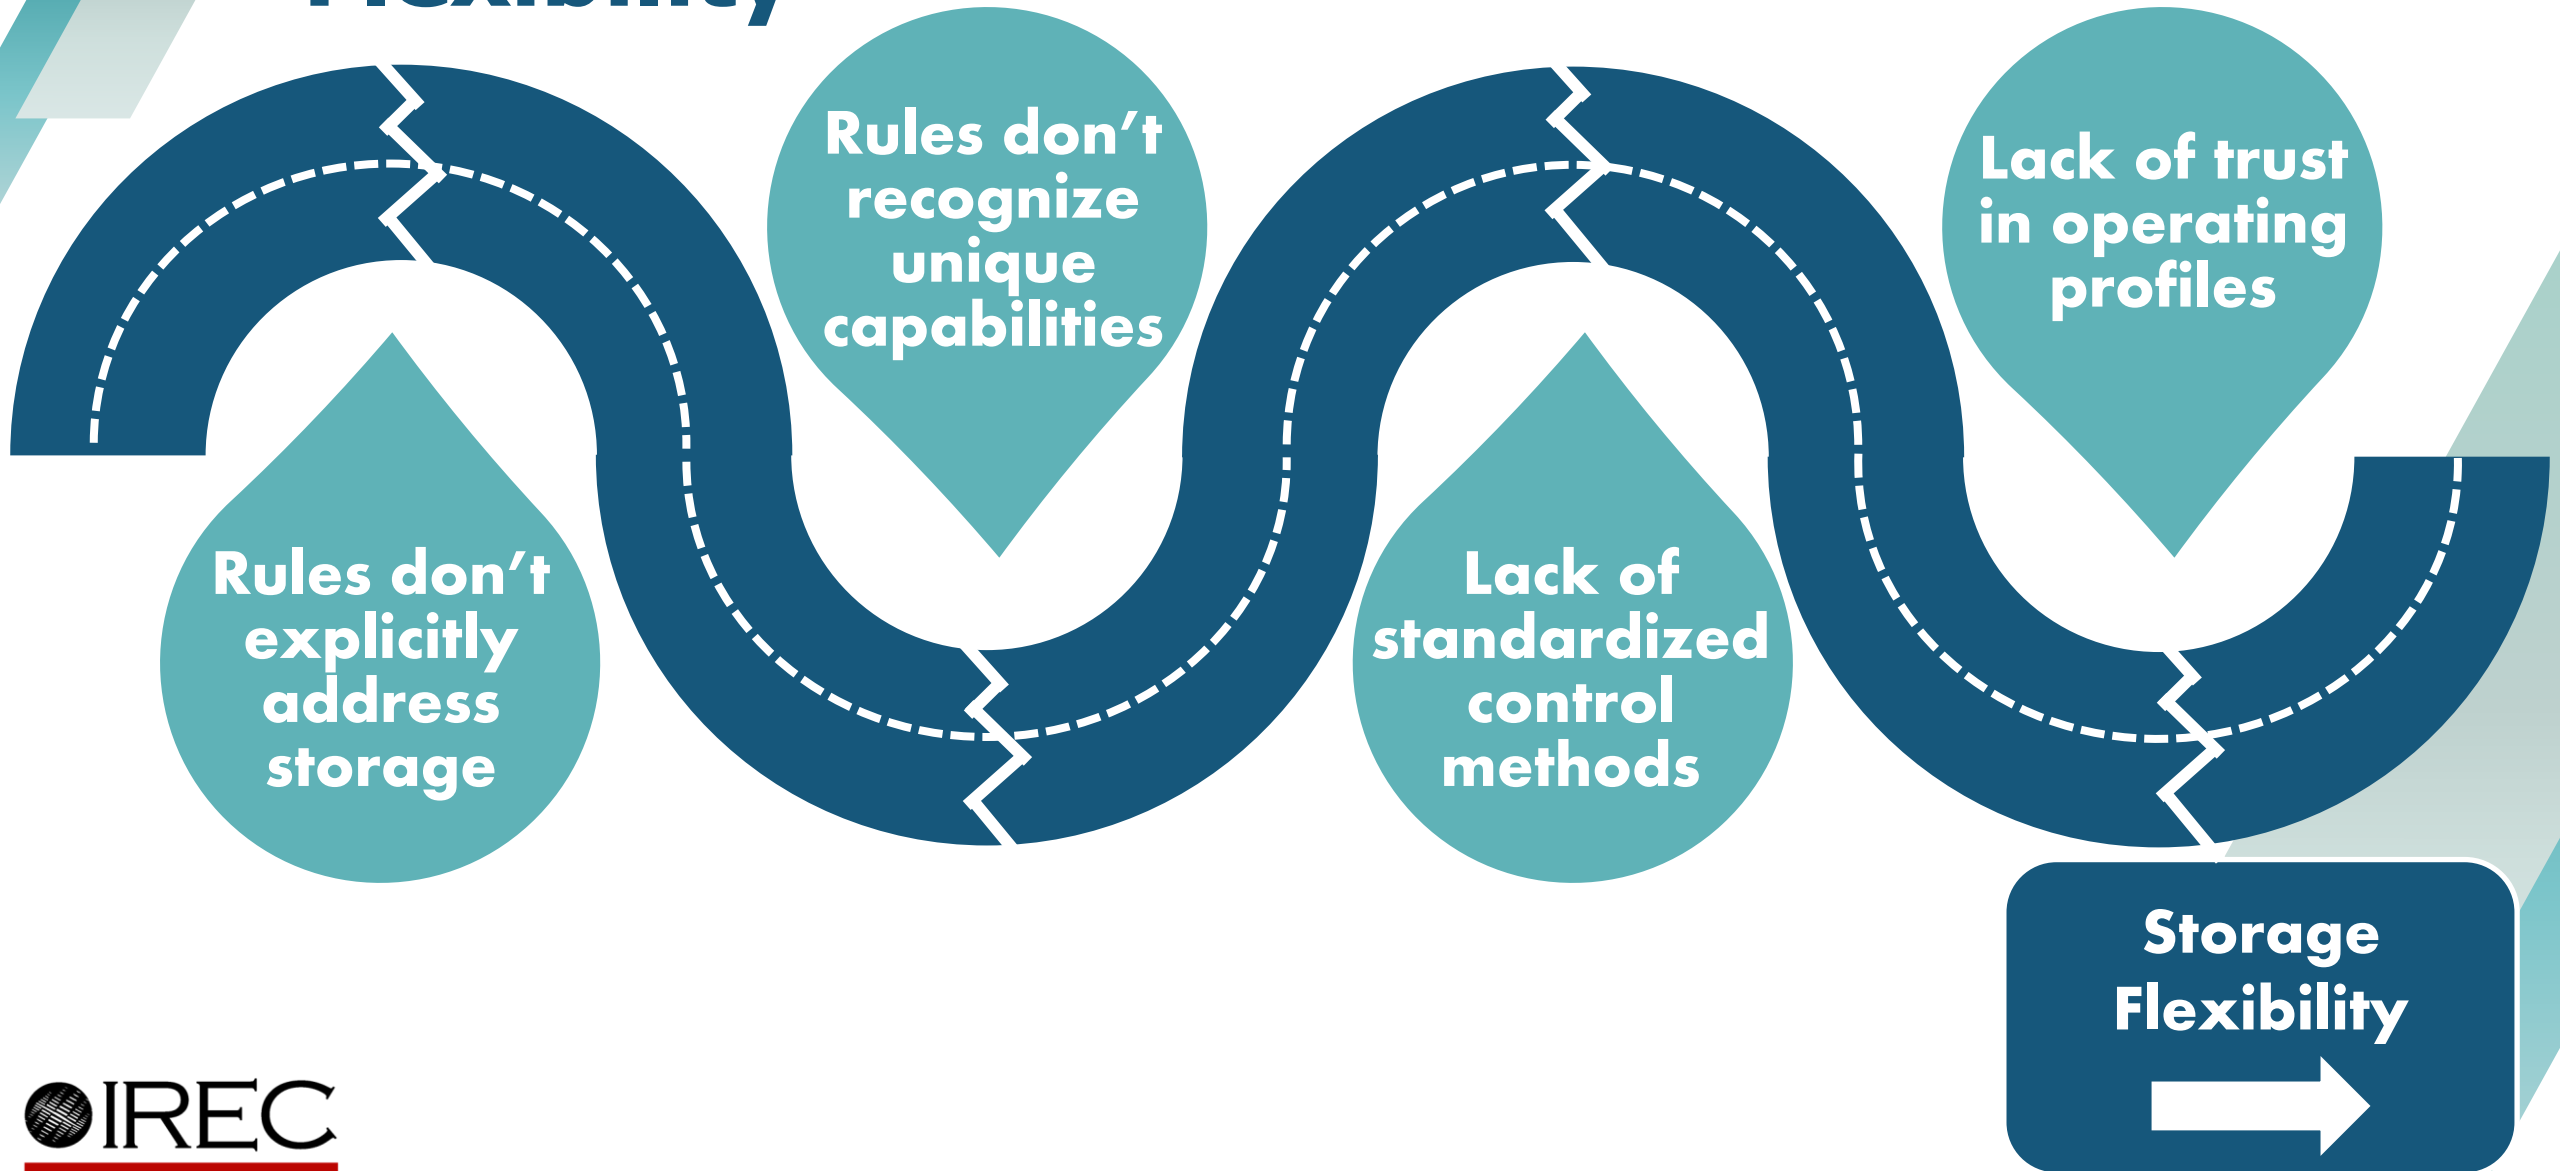 Flexibility
Rules don’t
explicitly
address
storage
Rules don’t
recognize
unique
capabilities
Lack of
standardized
control
methods
Lack of trust
in operating
profiles
Storage
Flexibility
IREC